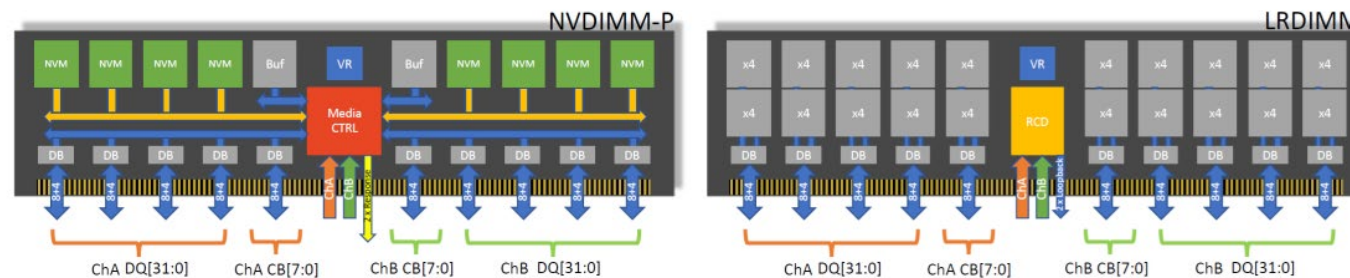 NVDIMM-P
NVM NVM NVM NVM Buf VR Buf NVM NVM NVM NVM
Media
CTRL
DB DB DB DB DB DB DB DB DB DB
8+4 8+4 8+4 8+4 8+4 ChA ChB 2x Response 8+4 8+4 8+4 8+4 8+4
ChA DQ[31:0] ChA CB[7:0] ChB CB[7:0] ChB DQ[31:0]
LRDIMM
x4 x4 x4 x4 x4 VR x4 x4 x4 x4 x4
x4 x4 x4 x4 x4 RCD x4 x4 x4 x4 x4
DB DB DB DB DB DB DB DB DB DB
8+4 8+4 8+4 8+4 8+4 ChA ChB 2x Loopback 8+4 8+4 8+4 8+4 8+4
ChA DQ[31:0] ChA CB[7:0] ChB CB[7:0] ChB DQ[31:0]